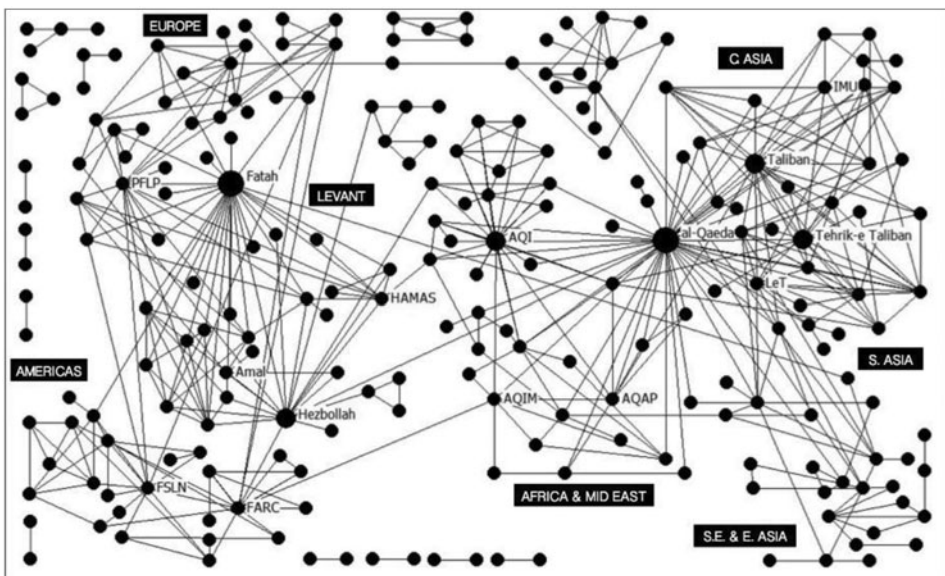 EUROPE
C. ASIA
IMU
Taliban
PFLP
Fatah
LEVANT
AQI
al-Qaeda
Tehrik-e Taliban
LeT
HAMAS
S. ASIA
AMERICAS
Amal
AQIM
AQAP
Hezbollah
FSLN
AFRICA & MID EAST
FARC
S.E. & E. ASIA